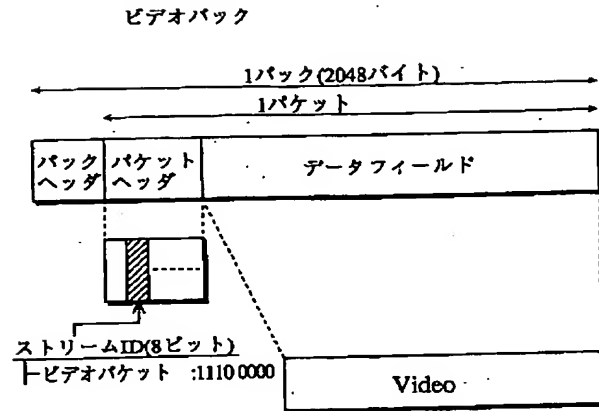 ビデオパック
1パック(2048バイト)
1パケット
パック
ヘッダ
パケット
ヘッダ
データフィールド
ストリームID(8ビット)
ビデオパケット :1110 0000
Video